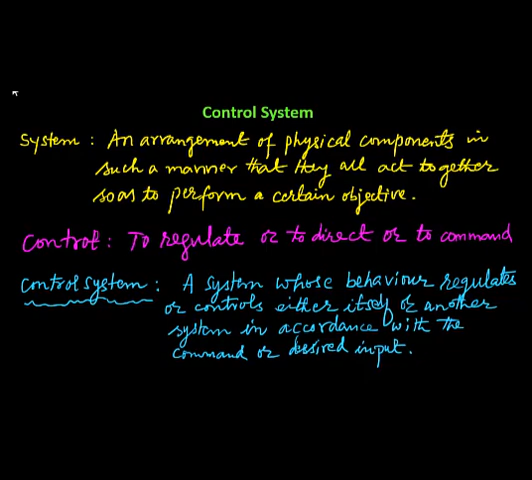 Control System
System : An arrangement of physical components in
such a manner that they all act together
so as to perform a certain objective.
Control : To regulate or to direct or to command
Control system : A system whose behaviour regulates
or controls either itself or another
system in accordance with the
command or desired input.